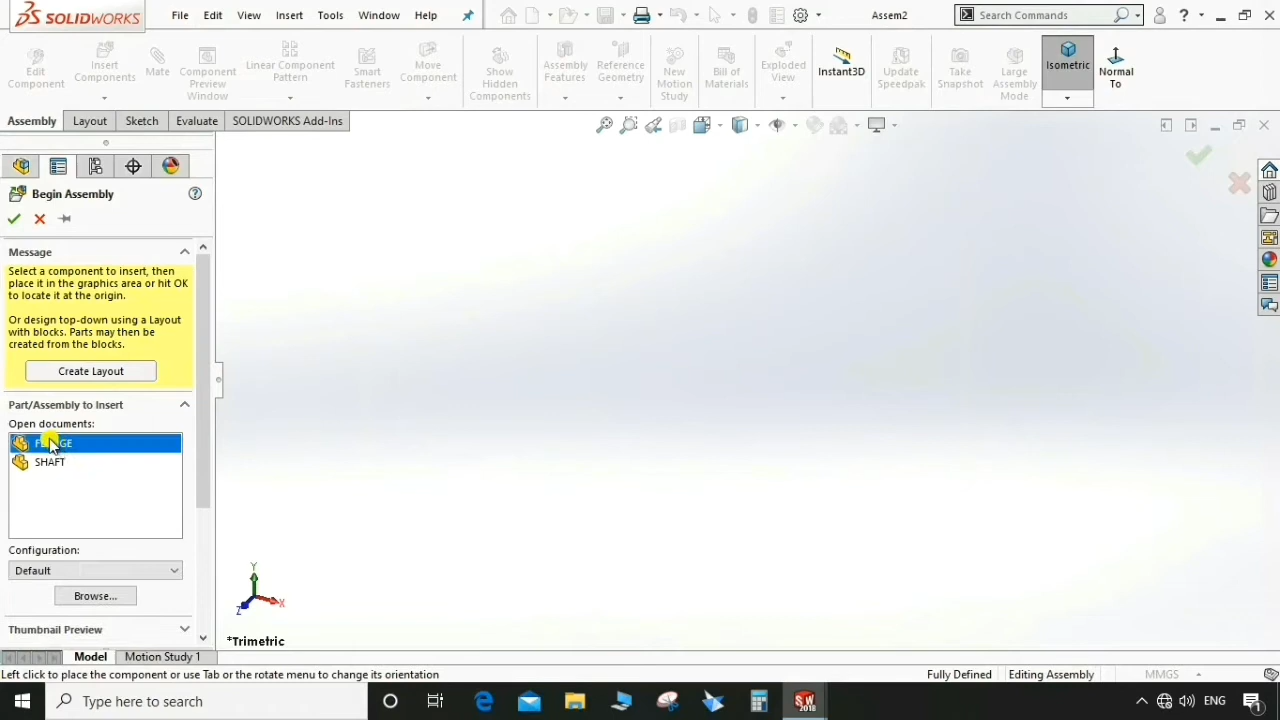 SOLIDWORKS
File Edit View Insert Tools Window Help
Assem2
Search Commands
?
Edit Component
Insert Components
Mate
Component Preview Window
Linear Component Pattern
Smart Fasteners
Move Component
Show Hidden Components
Assembly Features
Reference Geometry
New Motion Study
Bill of Materials
Exploded View
Instant3D
Update Speedpak
Take Snapshot
Large Assembly Mode
Isometric
Normal To
Assembly Layout Sketch Evaluate SOLIDWORKS Add-Ins
Begin Assembly
?
Message
Select a component to insert, then
place it in the graphics area or hit OK
to locate it at the origin.
Or design top-down using a Layout
with blocks. Parts may then be
created from the blocks.
Create Layout
Part/Assembly to Insert
Open documents:
SHAFT
Configuration:
Default
Browse...
Thumbnail Preview
Y
Z
X
*Trimetric
Model Motion Study 1
Left click to place the component or use Tab or the rotate menu to change its orientation
Fully Defined Editing Assembly MMGS
Type here to search
SW
2018
ENG
1